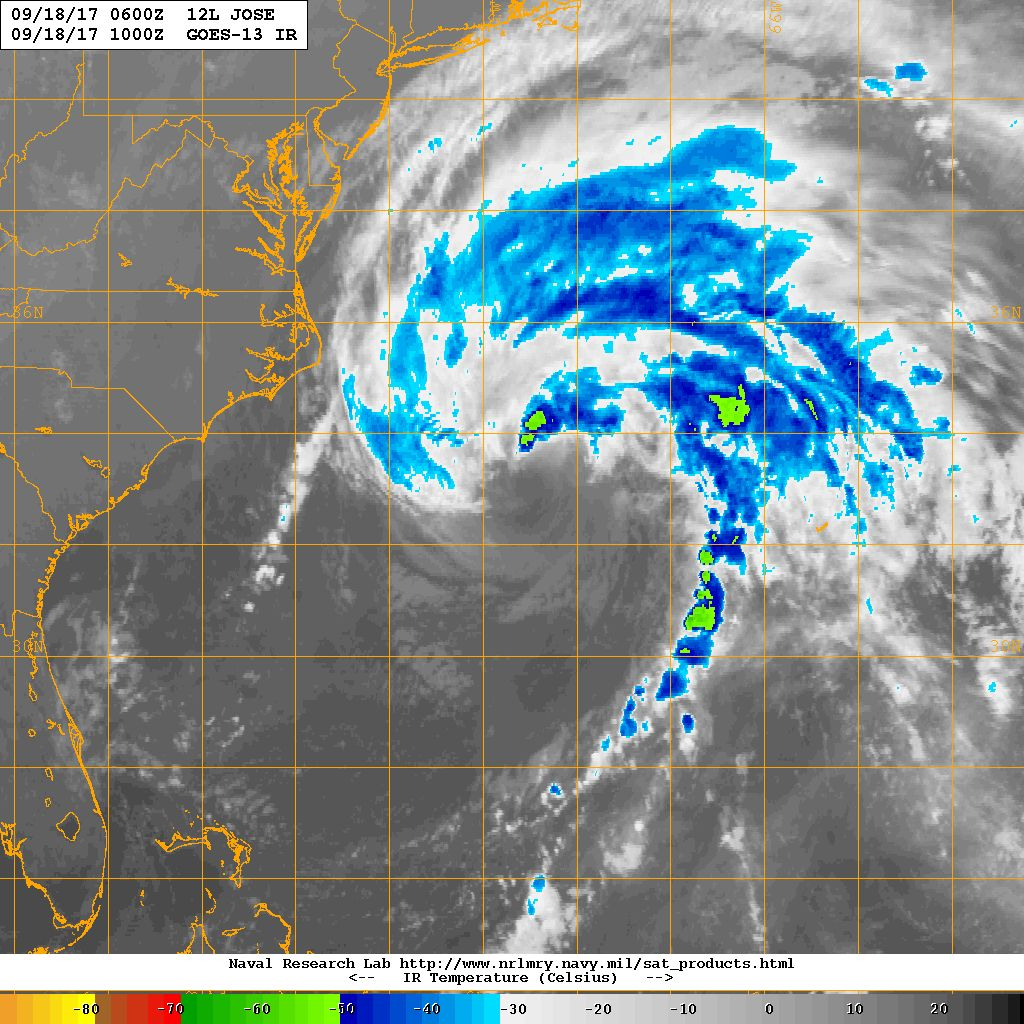 09/18/17 0600Z 12L JOSE
09/18/17 1000Z GOES-13 IR
66W
36N 36N
30N 30N
Naval Research Lab http://www.nrlmry.navy.mil/sat_products.html
<-- IR Temperature (Celsius) -->
-80 -70 -60 -50 -40 -30 -20 -10 0 10 20